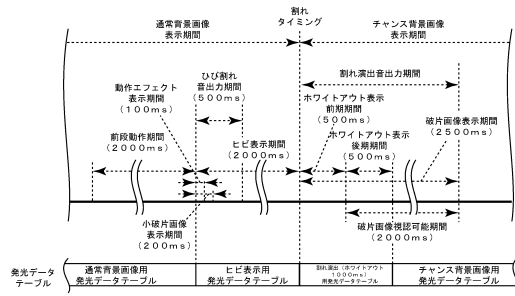 割れ
タイミング
通常背景画像
表示期間
チャンス背景画像
表示期間
ひび割れ
音出力期間
(500ms)
割れ演出音出力期間
動作エフェクト
表示期間
(100ms)
ホワイトアウト表示
前期期間
(500ms)
破片画像表示期間
(2500ms)
前段動作期間
(2000ms)
ヒビ表示期間
(2000ms)
ホワイトアウト表示
後期期間
(500ms)
小破片画像
表示期間
(200ms)
破片画像視認可能期間
(2000ms)
発光データ
テーブル
通常背景画像用
発光データテーブル
ヒビ表示用
発光データテーブル
割れ演出(ホワイトアウト
1000ms)
用発光データテーブル
チャンス背景画像用
発光データテーブル